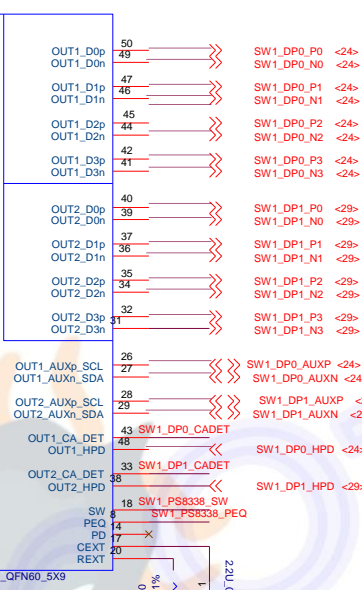 OUT1_D0p 50 SW1_DP0_P0 <24>
OUT1_D0n 49 SW1_DP0_N0 <24>
OUT1_D1p 47 SW1_DP0_P1 <24>
OUT1_D1n 46 SW1_DP0_N1 <24>
OUT1_D2p 45 SW1_DP0_P2 <24>
OUT1_D2n 44 SW1_DP0_N2 <24>
OUT1_D3p 42 SW1_DP0_P3 <24>
OUT1_D3n 41 SW1_DP0_N3 <24>
OUT2_D0p 40 SW1_DP1_P0 <29>
OUT2_D0n 39 SW1_DP1_N0 <29>
OUT2_D1p 37 SW1_DP1_P1 <29>
OUT2_D1n 36 SW1_DP1_N1 <29>
OUT2_D2p 35 SW1_DP1_P2 <29>
OUT2_D2n 34 SW1_DP1_N2 <29>
OUT2_D3p 32 SW1_DP1_P3 <29>
OUT2_D3n 31 SW1_DP1_N3 <29>
OUT1_AUXp_SCL 26 SW1_DP0_AUXP <24>
OUT1_AUXn_SDA 27 SW1_DP0_AUXN <24
OUT2_AUXp_SCL 28 SW1_DP1_AUXP <
OUT2_AUXn_SDA 29 SW1_DP1_AUXN <2
OUT1_CA_DET 43 SW1_DP0_CADET
OUT1_HPD 48 SW1_DP0_HPD <24>
OUT2_CA_DET 33 SW1_DP1_CADET
OUT2_HPD 38 SW1_DP1_HPD <29>
SW 18 SW1_PS8338_SW
PEQ 8 SW1_PS8338_PEQ
PD 14
CEXT 17
REXT 20
_QFN60_5X9
1%
1